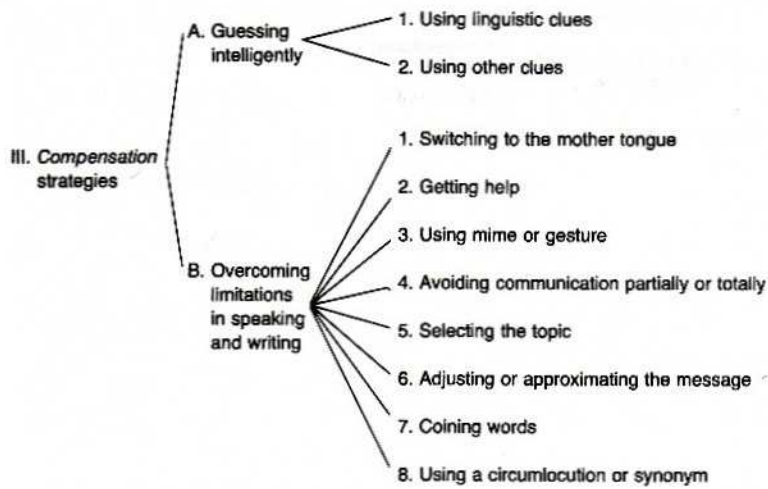 A. Guessing
intelligently
1. Using linguistic clues
2. Using other clues
III. Compensation
strategies
B. Overcoming
limitations
in speaking
and writing
1. Switching to the mother tongue
2. Getting help
3. Using mime or gesture
4. Avoiding communication partially or totally
5. Selecting the topic
6. Adjusting or approximating the message
7. Coining words
8. Using a circumlocution or synonym